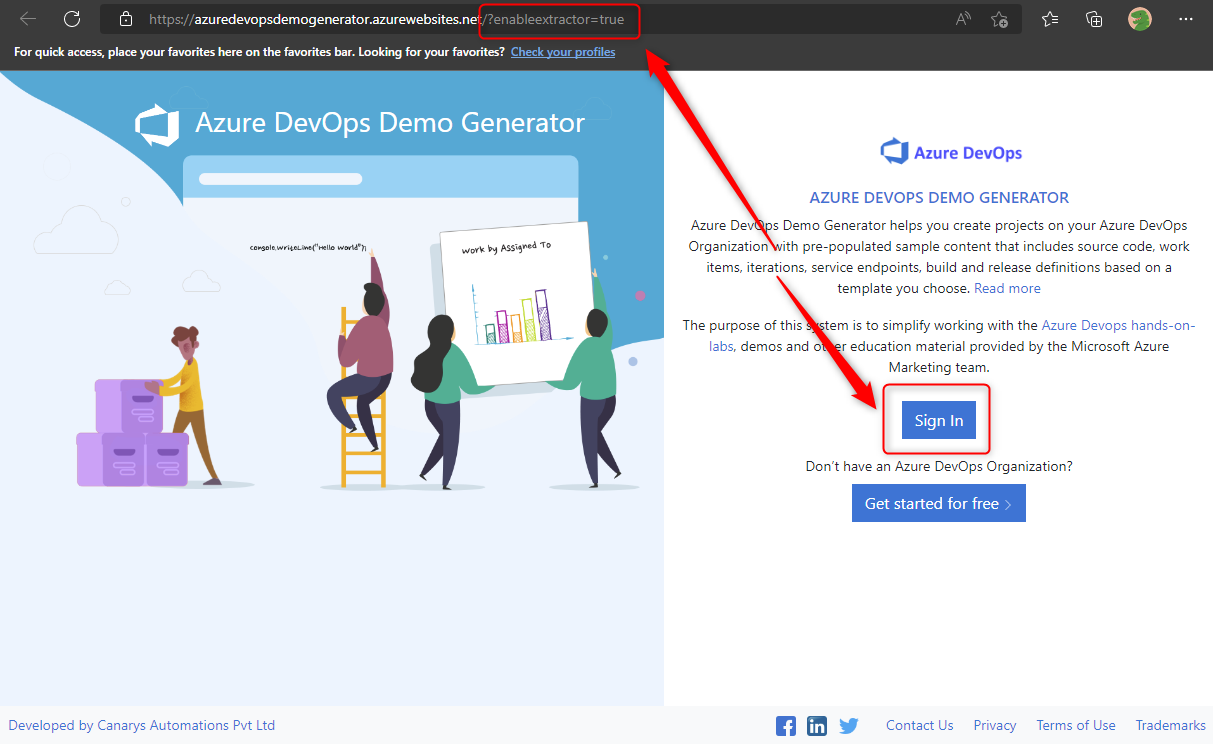 https://azuredevopsdemogenerator.azurewebsites.net/?enableextractor=true
For quick access, place your favorites here on the favorites bar. Looking for your favorites? Check your profiles
Azure DevOps Demo Generator
console.writeLine("Hello world");
Work by Assigned To
Azure DevOps
AZURE DEVOPS DEMO GENERATOR
Azure DevOps Demo Generator helps you create projects on your Azure DevOps
Organization with pre-populated sample content that includes source code, work
items, iterations, service endpoints, build and release definitions based on a
template you choose. Read more
The purpose of this system is to simplify working with the Azure Devops hands-on-
labs, demos and other education material provided by the Microsoft Azure
Marketing team.
Sign In
Don't have an Azure DevOps Organization?
Get started for free
Developed by Canarys Automations Pvt Ltd
Contact Us Privacy Terms of Use Trademarks